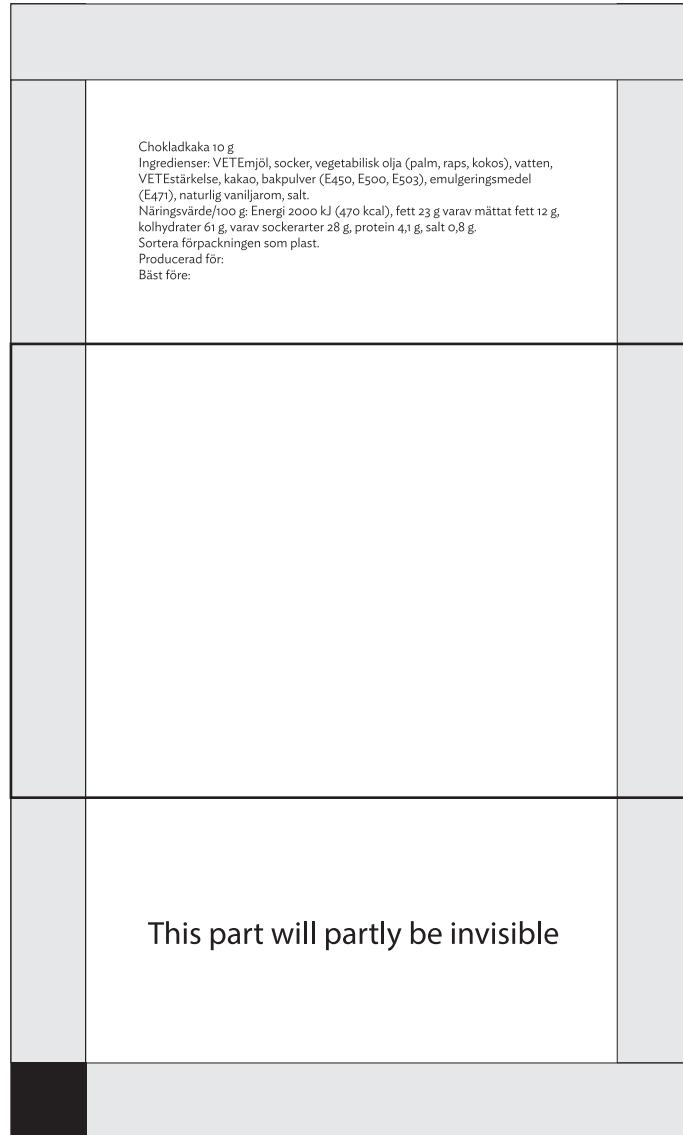 Chokladkaka 10 g
Ingredienser: VETEmjöl, socker, vegetabilisk olja (palm, raps, kokos), vatten,
VETEstärkelse, kakao, bakpulver (E450, E500, E503), emulgeringsmedel
(E471), naturlig vaniljarom, salt.
Näringsvärde/100 g: Energi 2000 kJ (470 kcal), fett 23 g varav mättat fett 12 g,
kolhydrater 61 g, varav sockerarter 28 g, protein 4,1 g, salt 0,8 g.
Sortera förpackningen som plast.
Producerad för:
Bäst före:
This part will partly be invisible